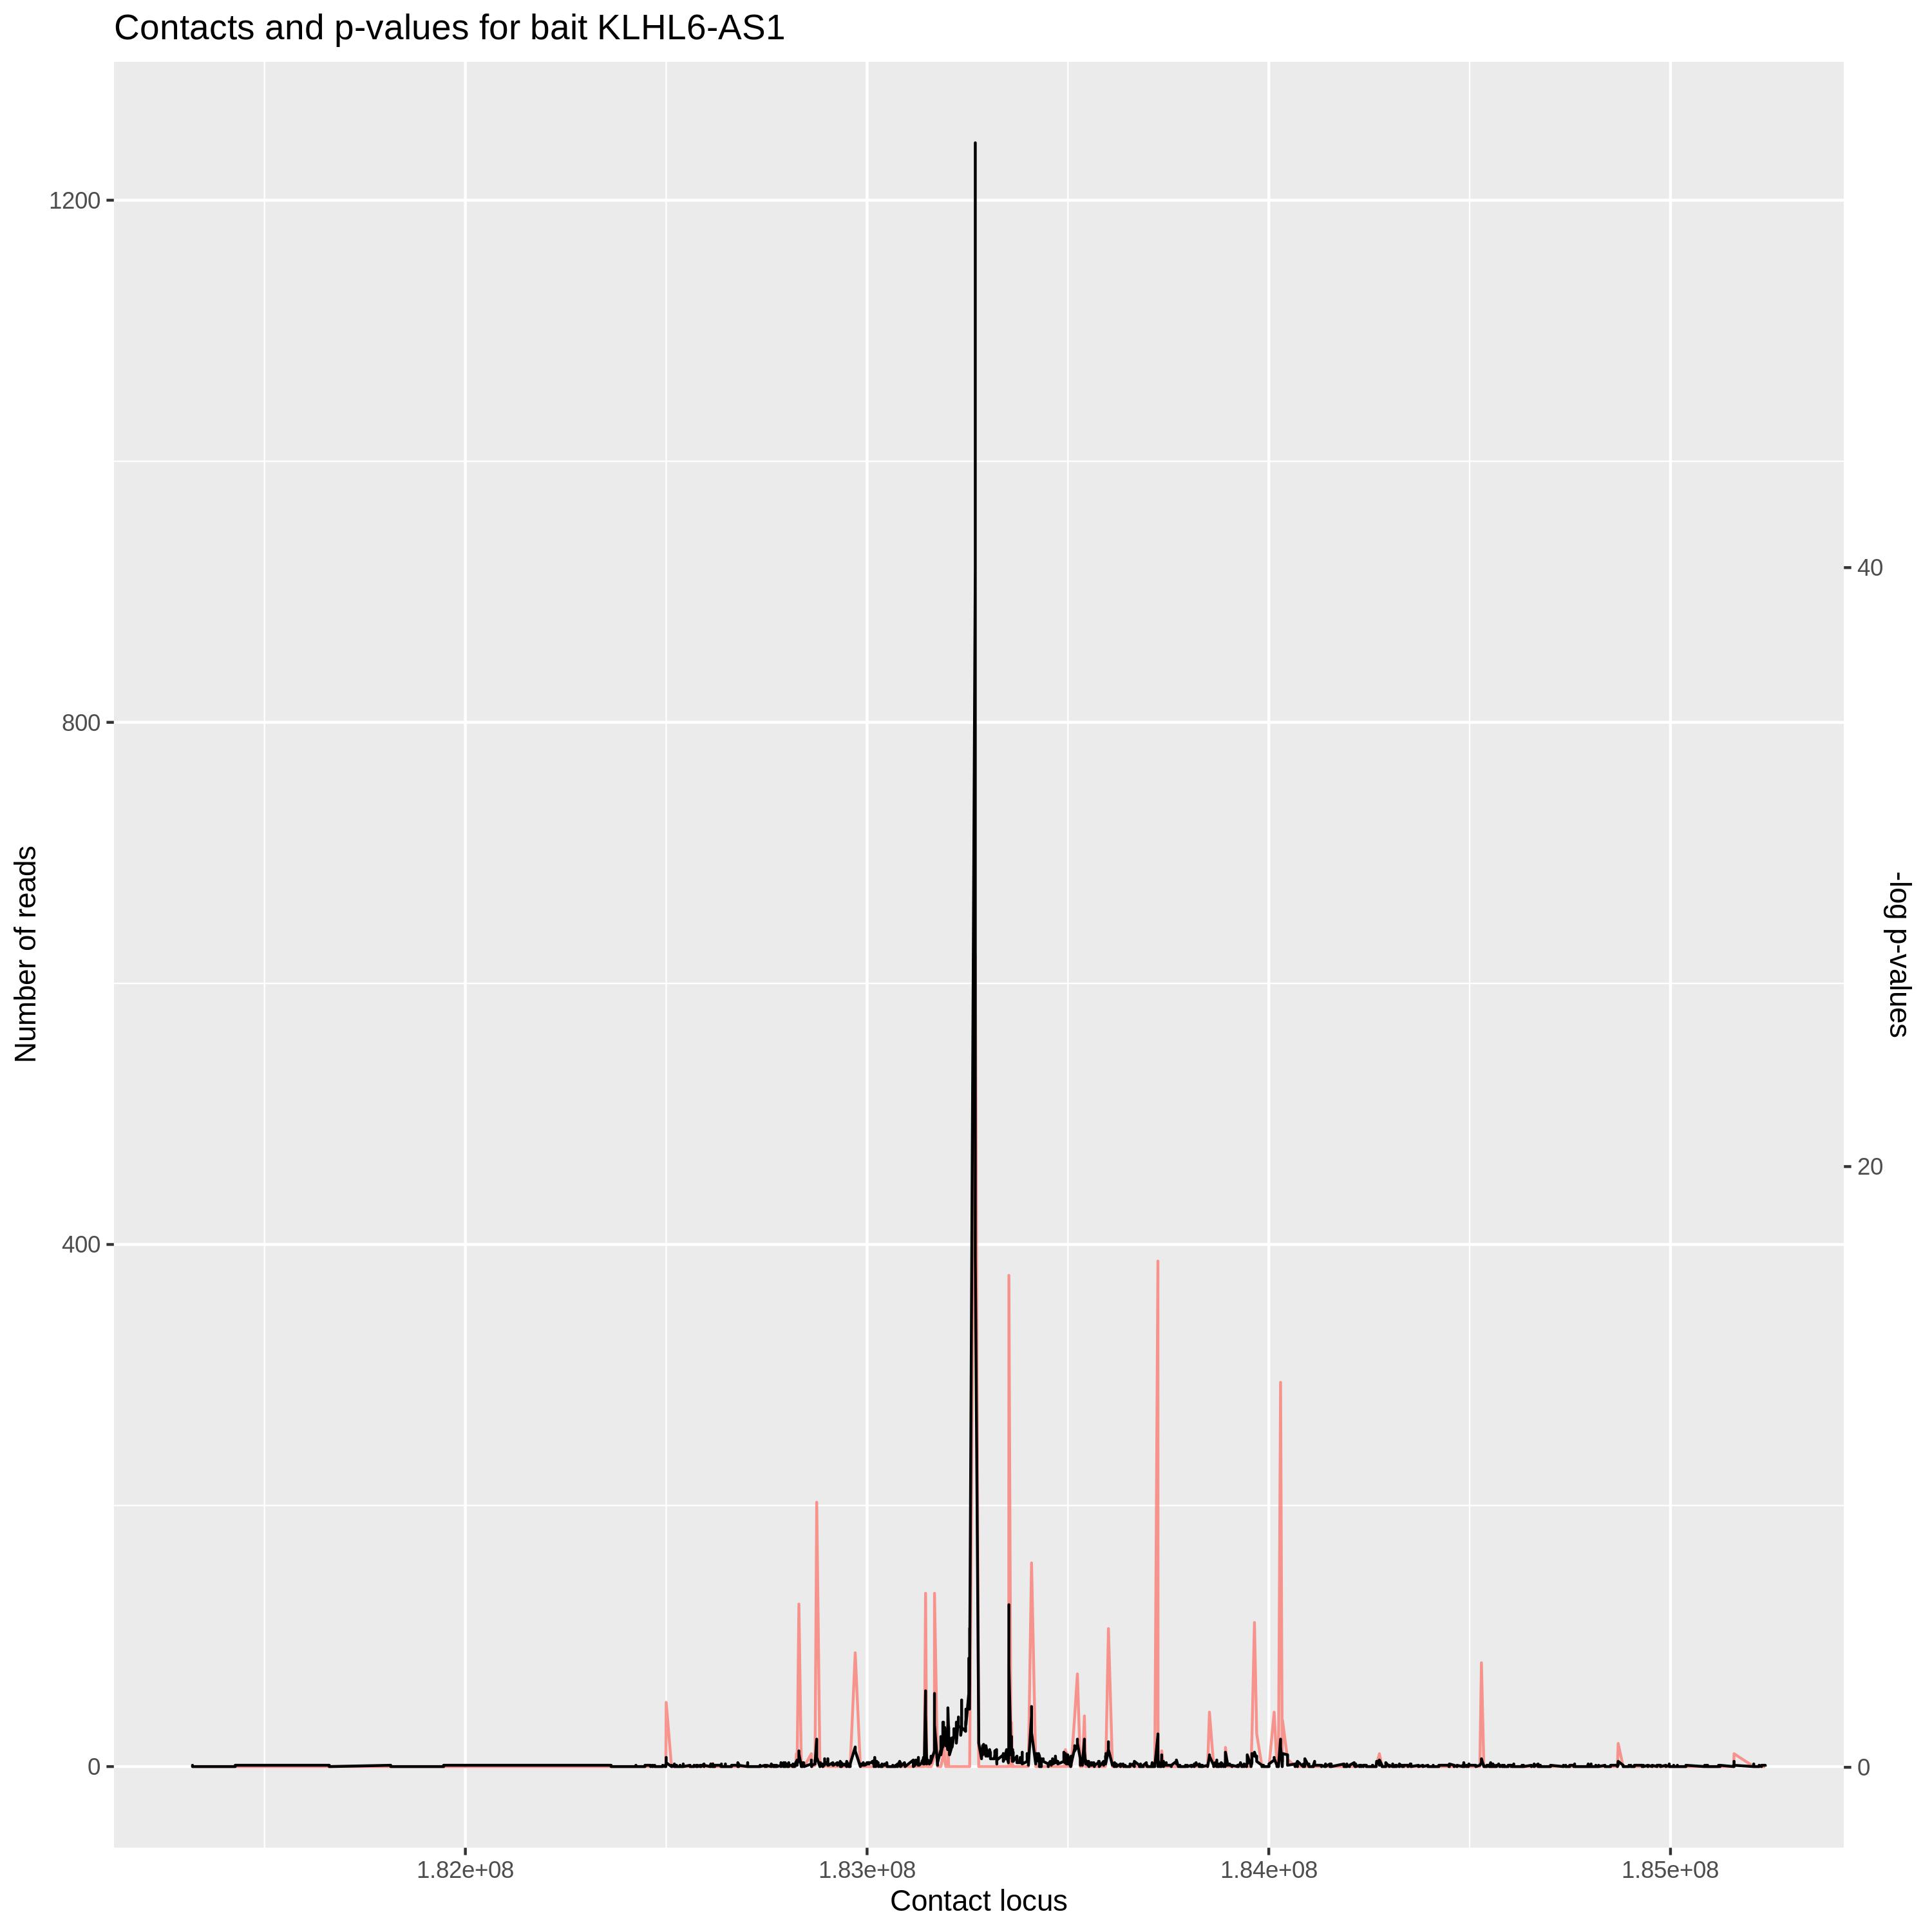 Contacts and p-values for bait KLHL6-AS1
1200
800
400
0
Number of reads
40
20
0
-log p-values
1.82e+08
1.83e+08
1.84e+08
1.85e+08
Contact locus